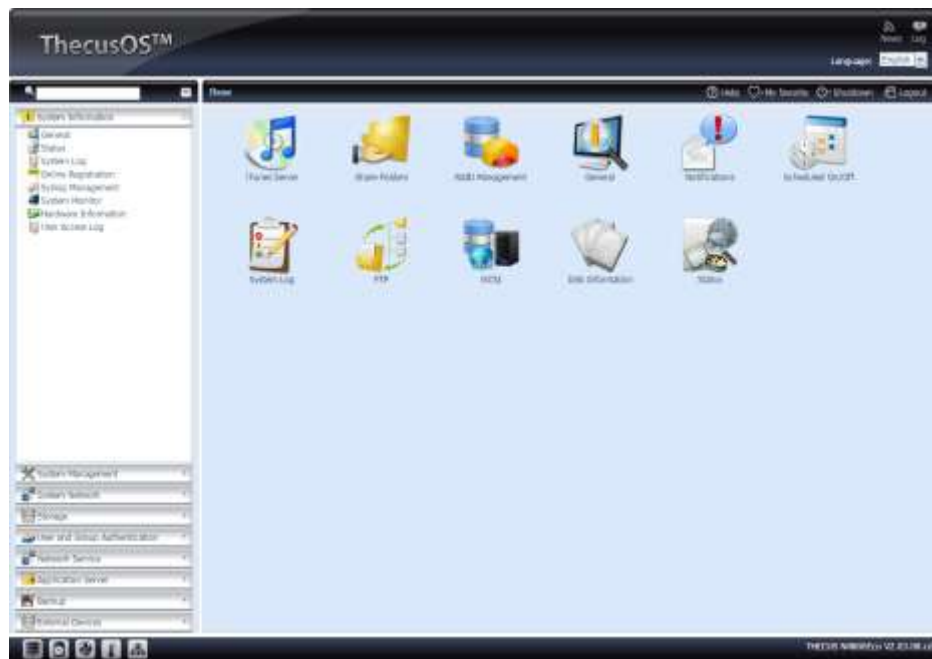 ThecusOS™
News Log
Language: English
Home
Help My favorite Shutdown Logout
System Information
General
Status
System Log
Online Registration
Syslog Management
System Monitor
Hardware Information
User Access Log
iTunes Server
Share Folders
RAID Management
General
Notifications
Scheduled On/Off
System Log
FTP
iSCSI
Disk Information
Status
System Management
System Network
Storage
User and Group Authentication
Network Service
Application Server
Backup
External Devices
THECUS